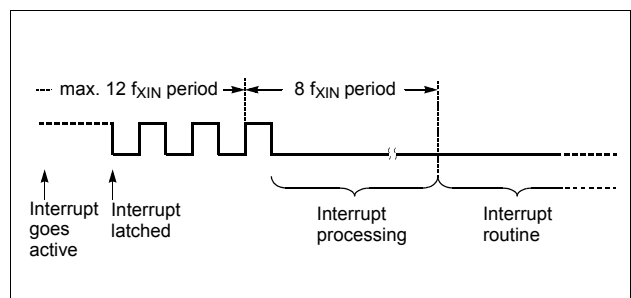 max. 12 fXIN period
8 fXIN period
Interrupt
goes
active
Interrupt
latched
Interrupt
processing
Interrupt
routine